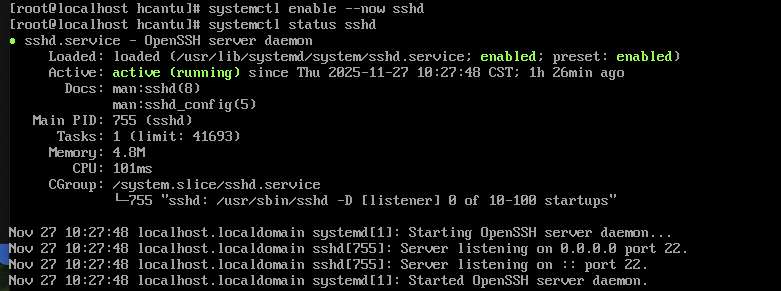 [root@localhost hcantul# systemctl enable --now sshd
[root@localhost hcantul# systemctl status sshd
● sshd.service - OpenSSH server daemon
Loaded: loaded (/usr/lib/systemd/system/sshd.service; enabled; preset: enabled)
Active: active (running) since Thu 2025-11-27 10:27:48 CST; 1h 26min ago
Docs: man:sshd(8)
man:sshd_config(5)
Main PID: 755 (sshd)
Tasks: 1 (limit: 41693)
Memory: 4.8M
CPU: 101ms
CGroup: /system.slice/sshd.service
└─755 "sshd: /usr/sbin/sshd -D [listener] 0 of 10-100 startups"
Nov 27 10:27:48 localhost.localdomain systemd[1]: Starting OpenSSH server daemon...
Nov 27 10:27:48 localhost.localdomain sshd[755]: Server listening on 0.0.0.0 port 22.
Nov 27 10:27:48 localhost.localdomain sshd[755]: Server listening on :: port 22.
Nov 27 10:27:48 localhost.localdomain systemd[1]: Started OpenSSH server daemon.